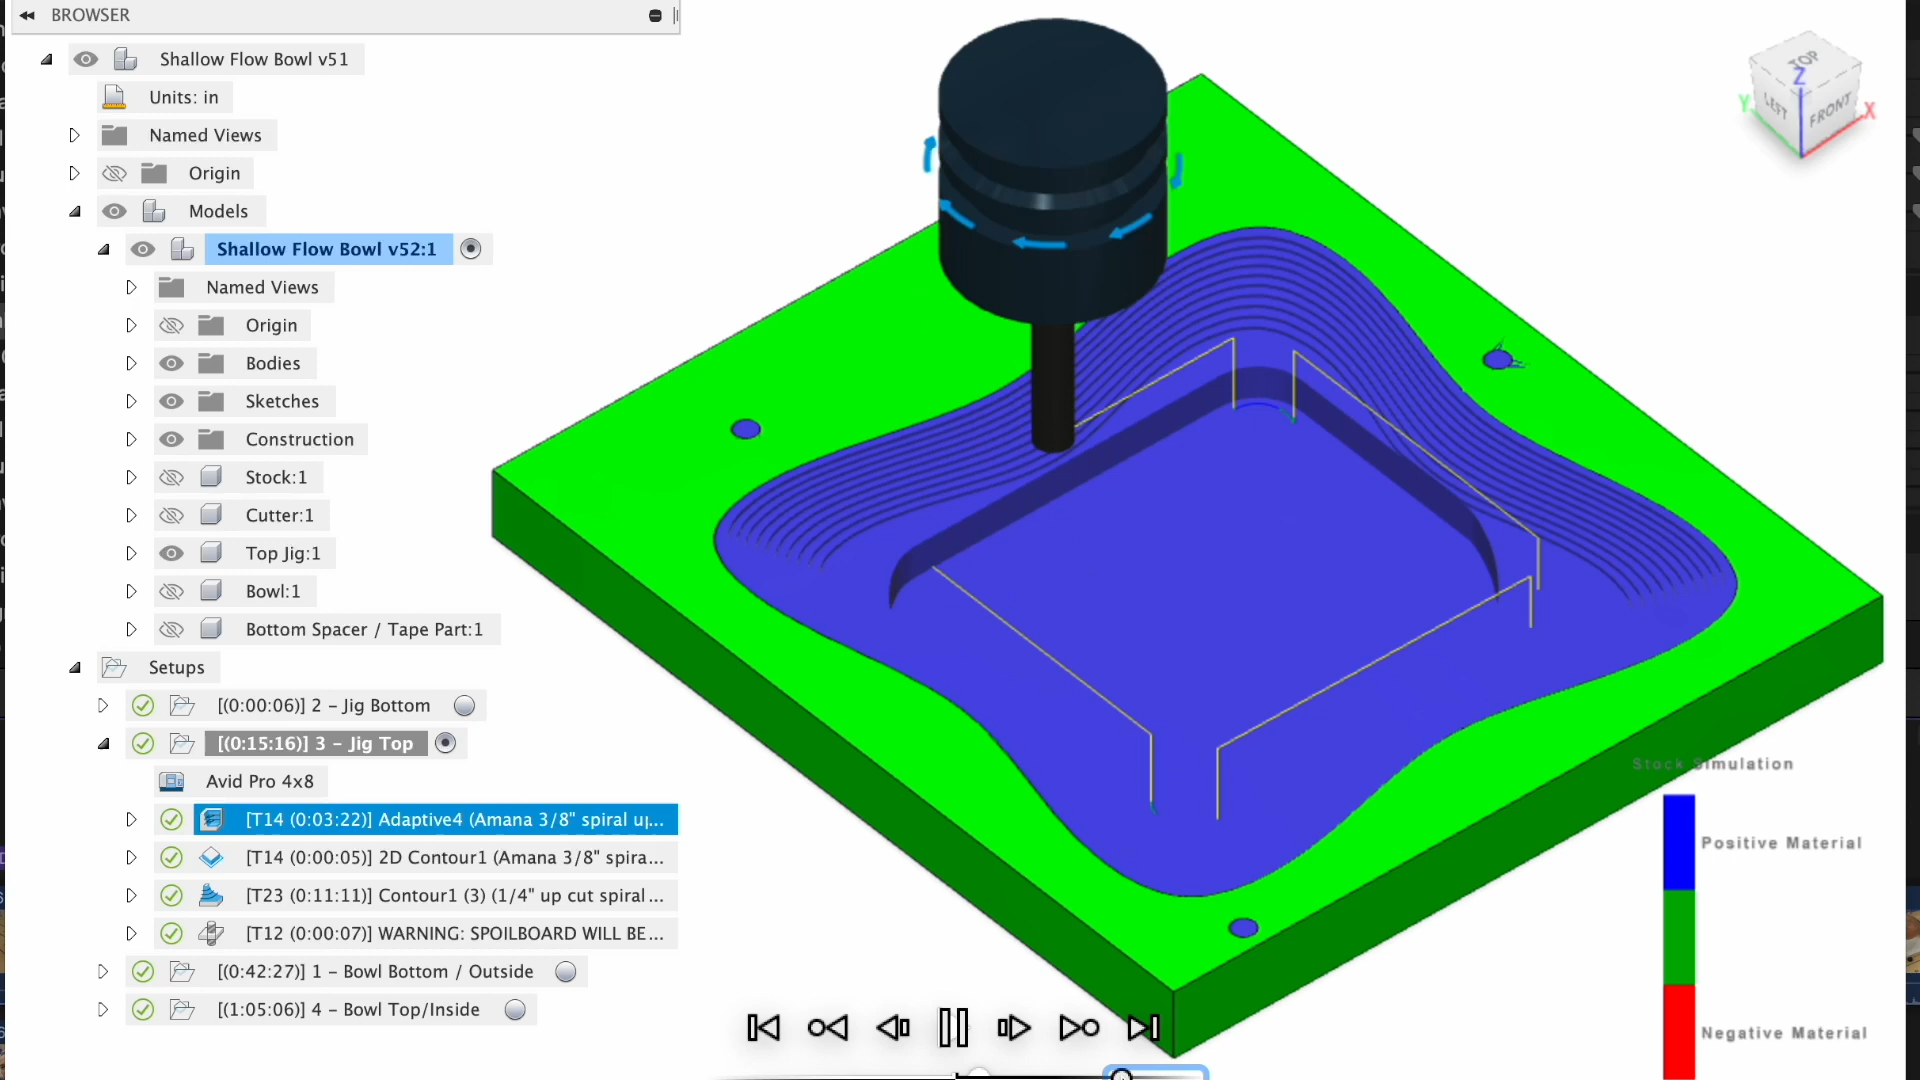 BROWSER
Shallow Flow Bowl v51
Units: in
Named Views
Origin
Models
Shallow Flow Bowl v52:1
Named Views
Origin
Bodies
Sketches
Construction
Stock:1
Cutter:1
Top Jig:1
Bowl:1
Bottom Spacer / Tape Part:1
Setups
[(0:00:06)] 2 – Jig Bottom
[(0:15:16)] 3 – Jig Top
Avid Pro 4x8
[T14 (0:03:22)] Adaptive4 (Amana 3/8" spiral u...
[T14 (0:00:05)] 2D Contour1 (Amana 3/8" spira...
[T23 (0:11:11)] Contour1 (3) (1/4" up cut spiral ...
[T12 (0:00:07)] WARNING: SPOILBOARD WILL BE...
[(0:42:27)] 1 – Bowl Bottom / Outside
[(1:05:06)] 4 – Bowl Top/Inside
TOP
Z
Y
LEFT
FRONT
X
Stock Simulation
Positive Material
Negative Material